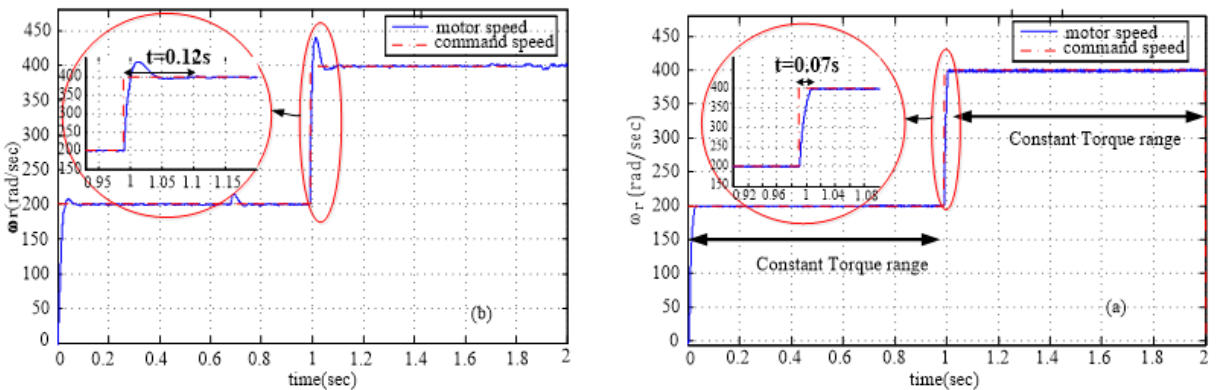 450
400
350
300
250
200
150
100
50
0
ωr(rad/sec)
motor speed
command speed
t=0.12s
400
350
300
250
200
150
0.95 1 1.05 1.1 1.15
(b)
0 0.2 0.4 0.6 0.8 1 1.2 1.4 1.6 1.8 2
time(sec)
450
400
350
300
250
200
150
100
50
0
ωr(rad/sec)
motor speed
command speed
t=0.07s
400
350
300
250
200
150
0.92 0.96 1 1.04 1.08
Constant Torque range
Constant Torque range
(a)
0.2 0.4 0.6 0.8 1 1.2 1.4 1.6 1.8 2
time(sec)